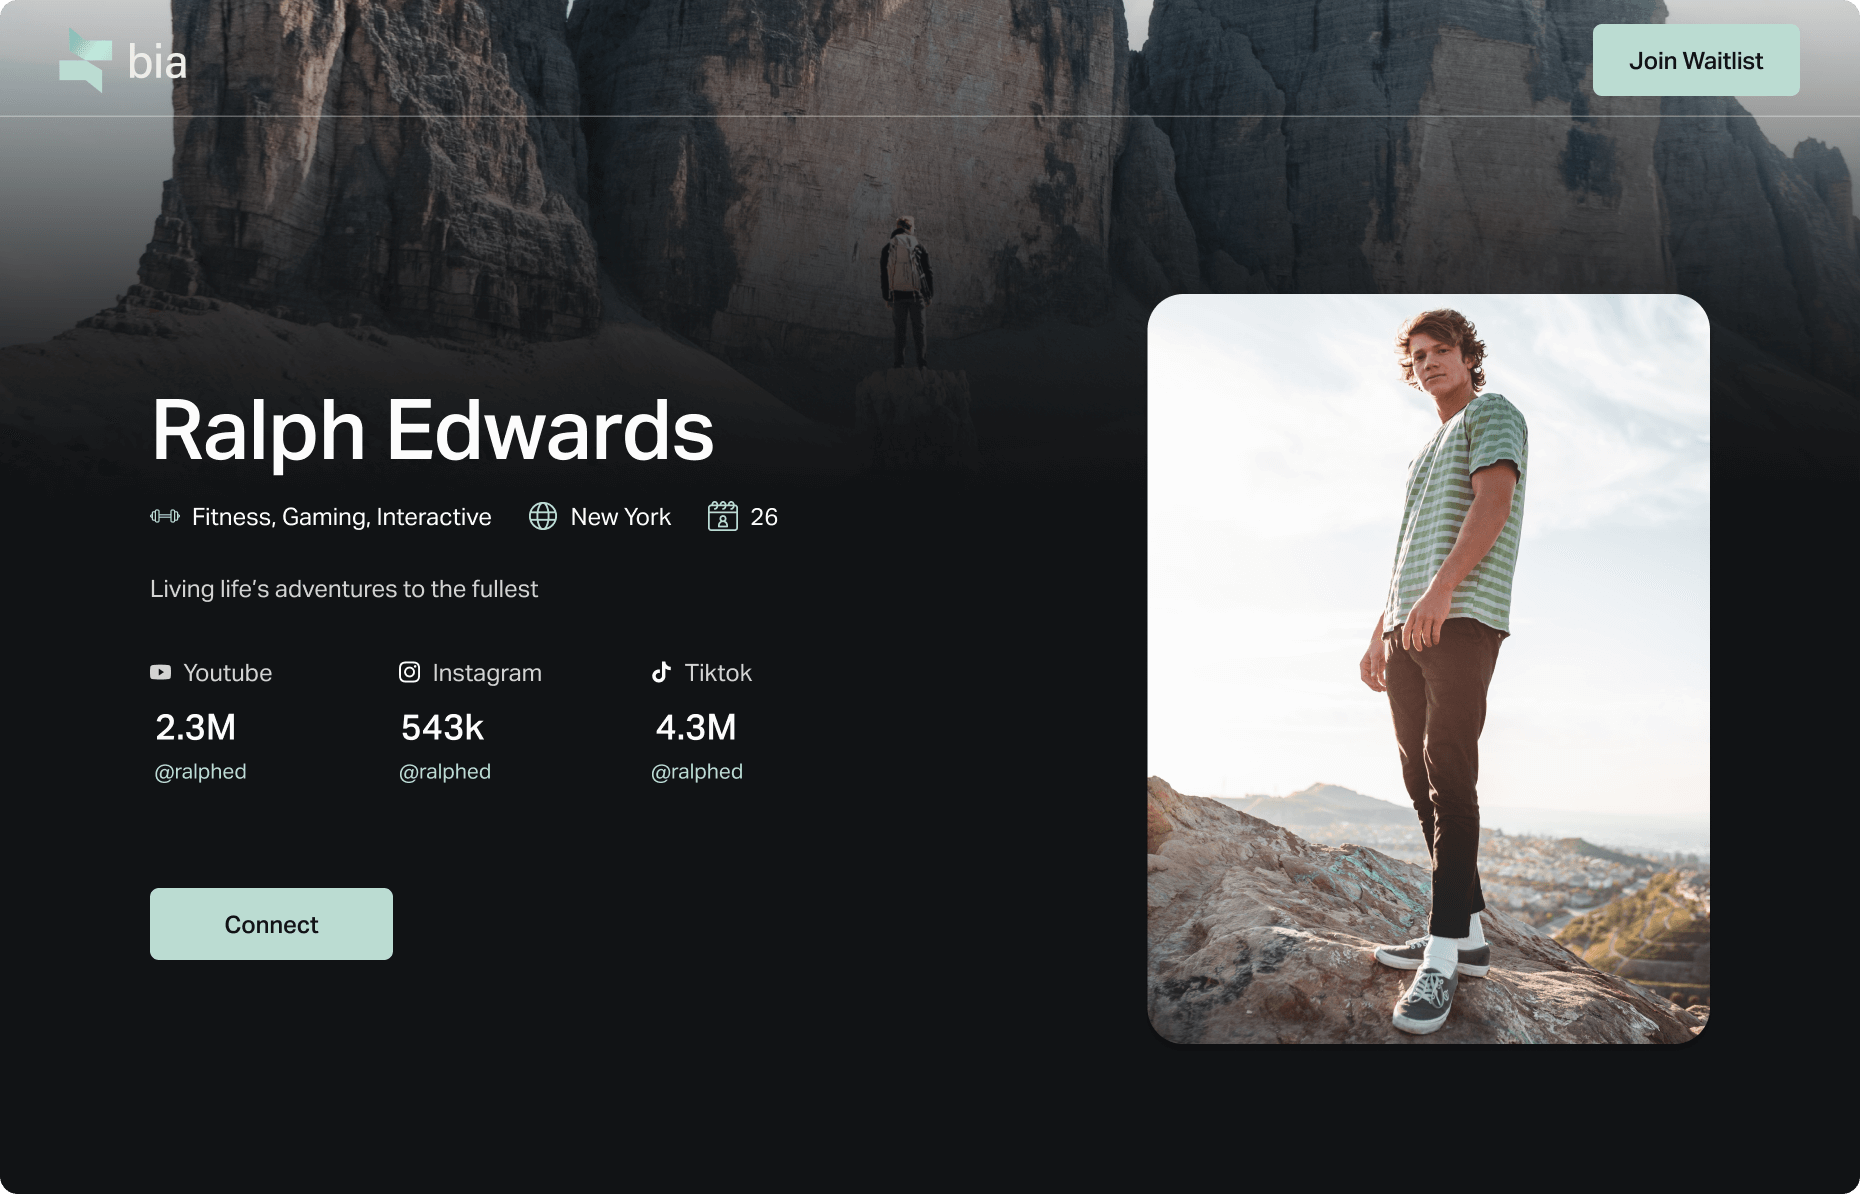 bia
Join Waitlist
Ralph Edwards
Fitness, Gaming, Interactive New York 26
Living life’s adventures to the fullest
Youtube Instagram Tiktok
2.3M 543k 4.3M
@ralphed @ralphed @ralphed
Connect